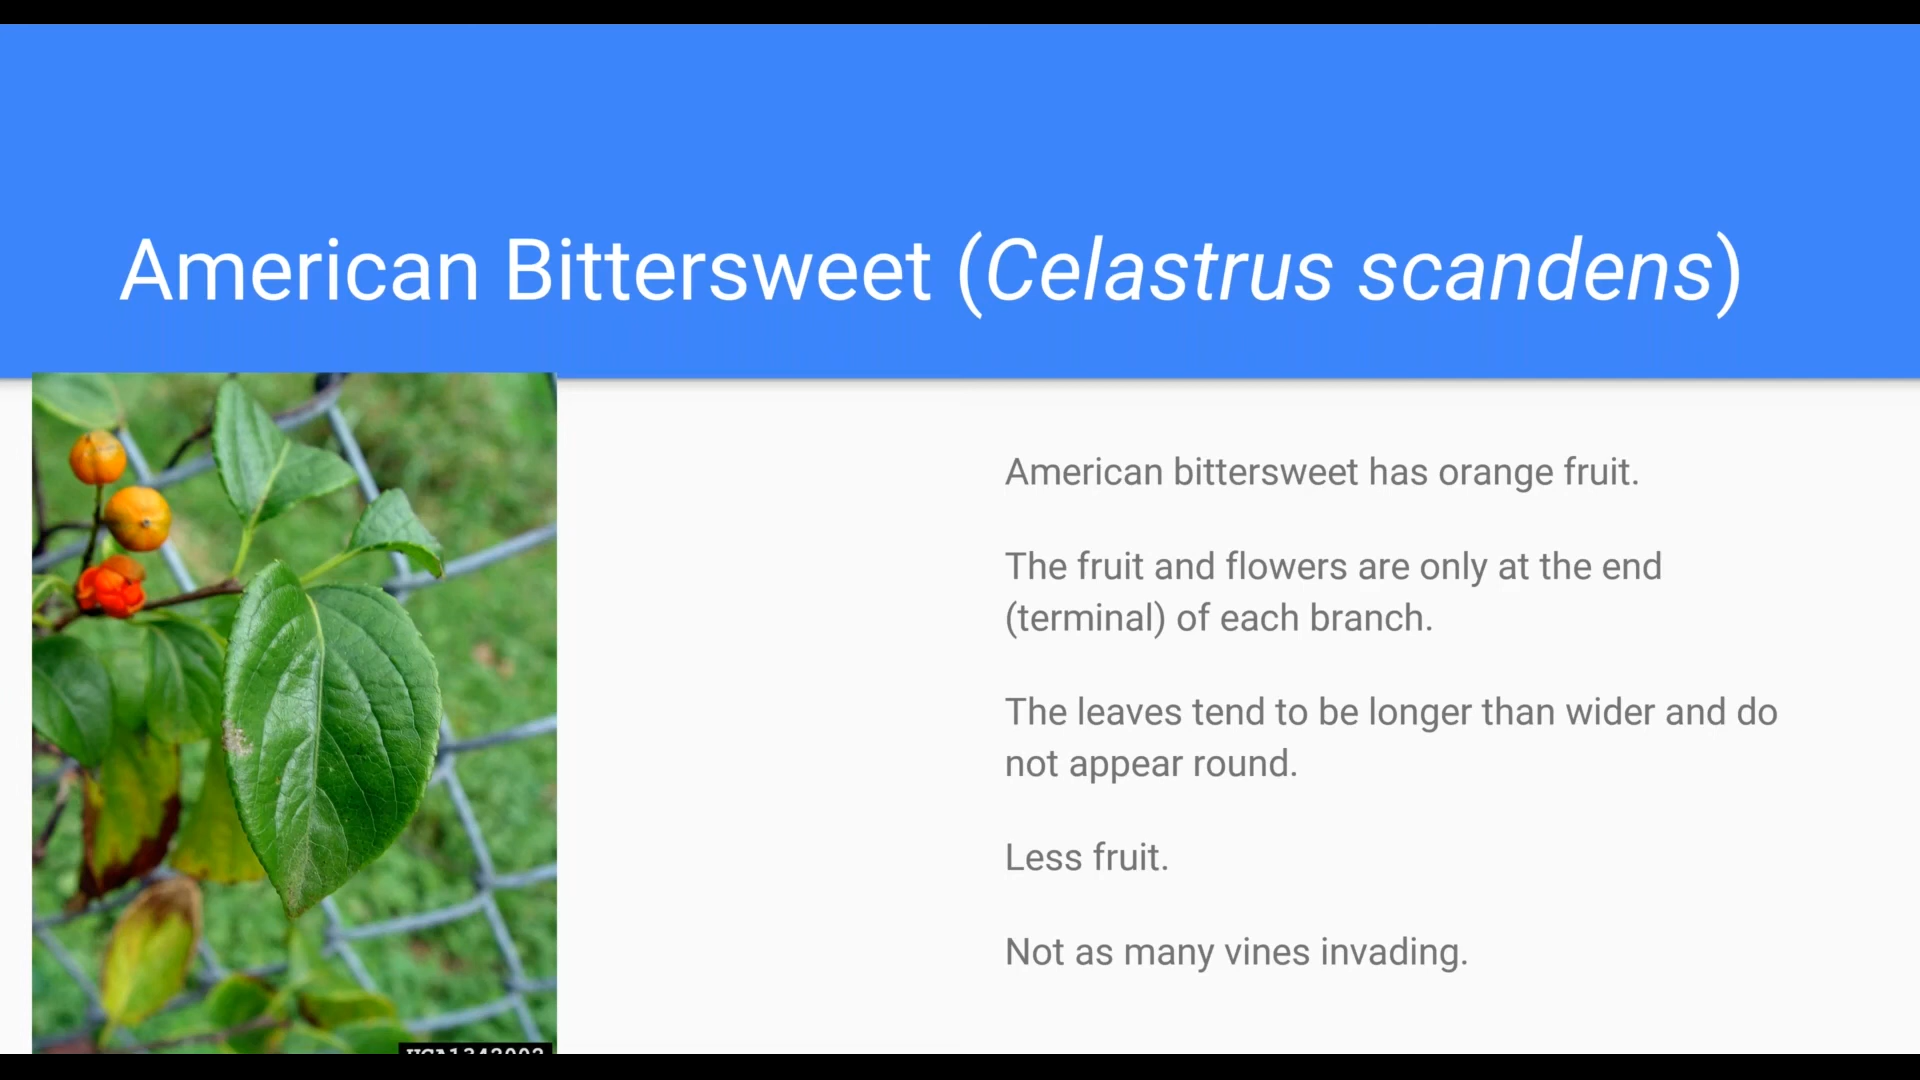 American Bittersweet (Celastrus scandens)
American bittersweet has orange fruit.
The fruit and flowers are only at the end
(terminal) of each branch.
The leaves tend to be longer than wider and do
not appear round.
Less fruit.
Not as many vines invading.